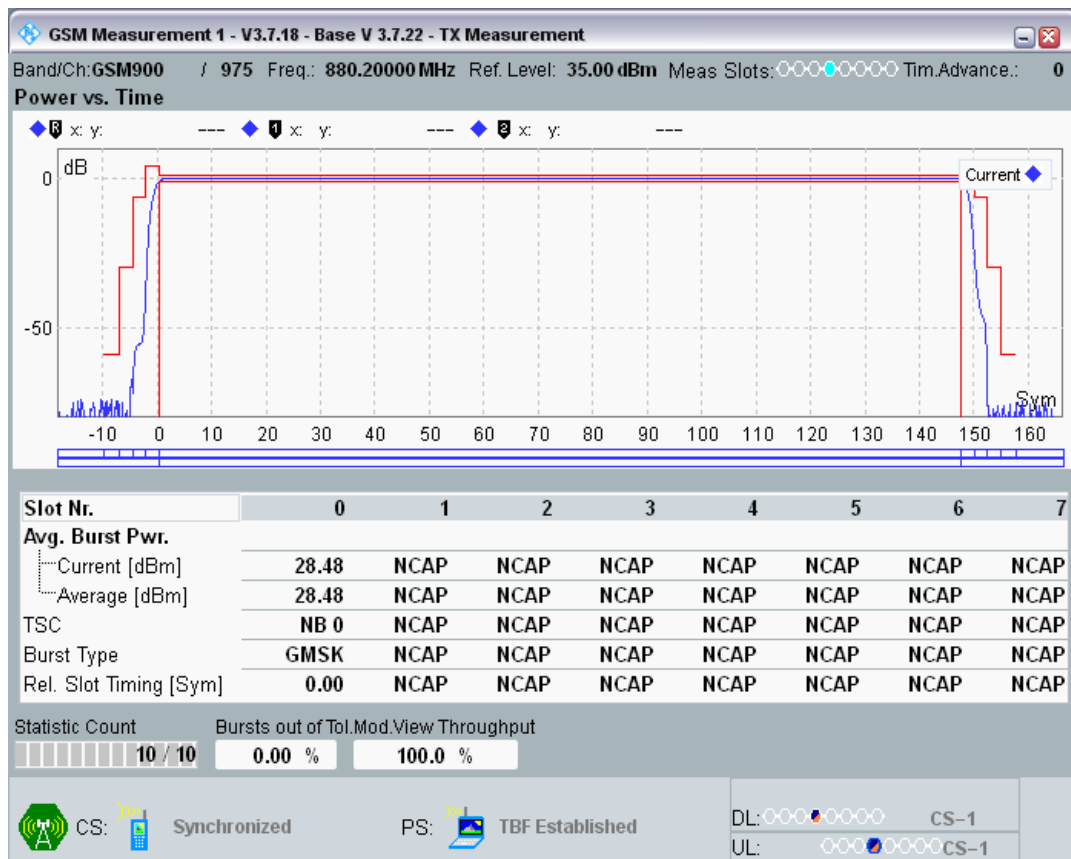 GSM Measurement 1 - V3.7.18 - Base V 3.7.22 - TX Measurement
Band/Ch:GSM900 / 975 Freq.: 880.20000 MHz Ref. Level: 35.00 dBm Meas Slots: Tim.Advance.: 0
Power vs. Time
R x: y: --- 1 x: y: --- 2 x: y: ---
dB
Current
0
-50
Sym
-10 0 10 20 30 40 50 60 70 80 90 100 110 120 130 140 150 160
Slot Nr. 0 1 2 3 4 5 6 7
Avg. Burst Pwr.
Current [dBm] 28.48 NCAP NCAP NCAP NCAP NCAP NCAP NCAP
Average [dBm] 28.48 NCAP NCAP NCAP NCAP NCAP NCAP NCAP
TSC NB 0 NCAP NCAP NCAP NCAP NCAP NCAP NCAP
Burst Type GMSK NCAP NCAP NCAP NCAP NCAP NCAP NCAP
Rel. Slot Timing [Sym] 0.00 NCAP NCAP NCAP NCAP NCAP NCAP NCAP
Statistic Count Bursts out of Tol. Mod.View Throughput
10 / 10 0.00 % 100.0 %
CS: Synchronized PS: TBF Established
DL: CS-1
UL: CS-1